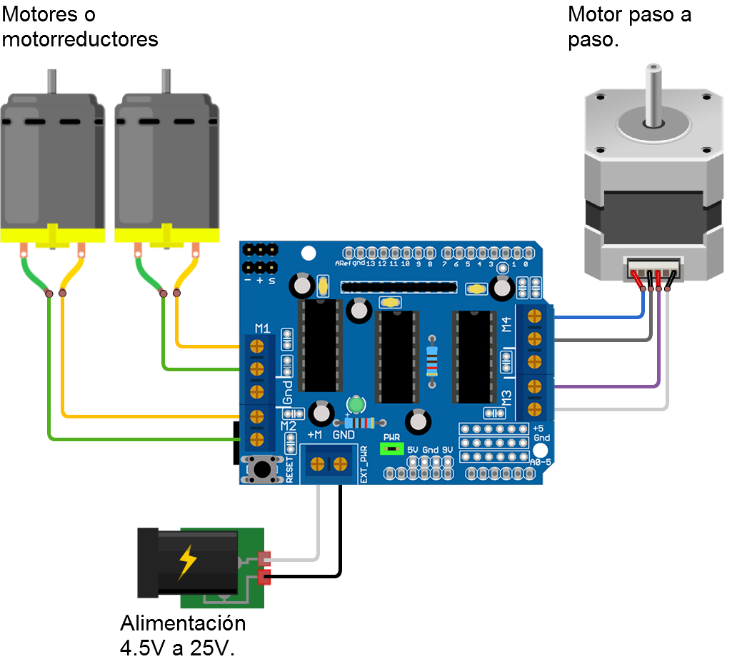 Motores o
motorreductores
Motor paso a
paso.
- + s
ARef gnd 13 12 11 10 9 8 7 6 5 4 3 2 1 0
M1
Gnd
M2
M4
M3
+M GND
PWR
EXT_PWR
RESET
5V Gnd 9V
+5
Gnd
A0-5
Alimentación
4.5V a 25V.